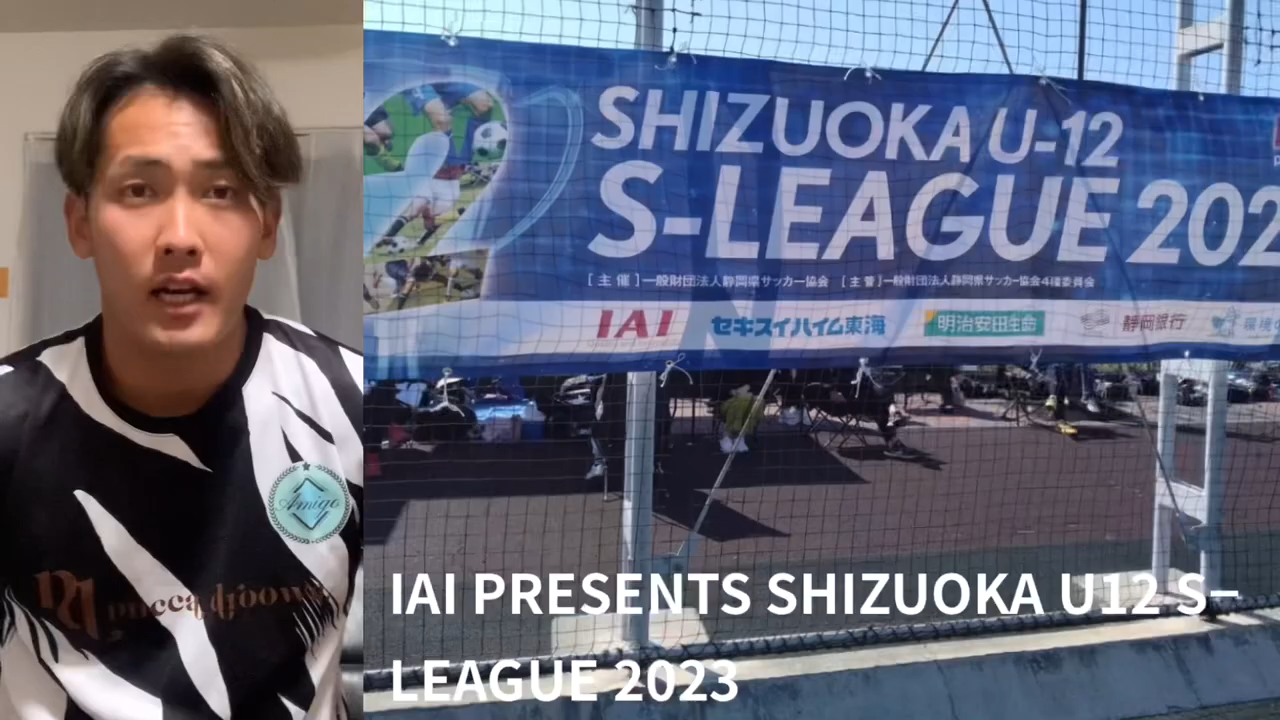 SHIZUOKA U-12
S-LEAGUE 202
[主催]一般財団法人静岡県サッカー協会 [主管]一般財団法人静岡県サッカー協会4種委員会
IAI セキスイハイム東海 明治安田生命 静岡銀行 環境
Amigo
IAI PRESENTS SHIZUOKA U12 S-
LEAGUE 2023